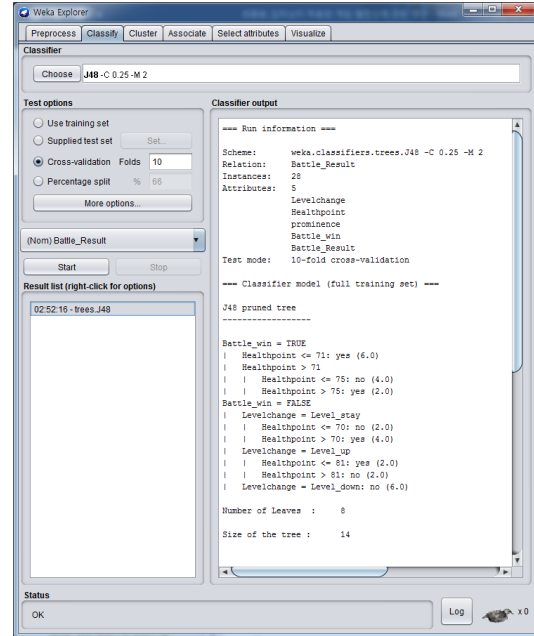 Weka Explorer
Preprocess Classify Cluster Associate Select attributes Visualize
Classifier
Choose J48 -C 0.25 -M 2
Test options
Use training set
Supplied test set Set...
Cross-validation Folds 10
Percentage split % 66
More options...
(Nom) Battle_Result
Start Stop
Result list (right-click for options)
02:52:16 - trees.J48
Classifier output
=== Run information ===
Scheme: weka.classifiers.trees.J48 -C 0.25 -M 2
Relation: Battle_Result
Instances: 28
Attributes: 5
Levelchange
Healthpoint
prominence
Battle_win
Battle_Result
Test mode: 10-fold cross-validation
=== Classifier model (full training set) ===
J48 pruned tree
------------------
Battle_win = TRUE
| Healthpoint <= 71: yes (6.0)
| Healthpoint > 71
| | Healthpoint <= 75: no (4.0)
| | Healthpoint > 75: yes (2.0)
Battle_win = FALSE
| Levelchange = Level_stay
| | Healthpoint <= 70: no (2.0)
| | Healthpoint > 70: yes (4.0)
| Levelchange = Level_up
| | Healthpoint <= 81: yes (2.0)
| | Healthpoint > 81: no (2.0)
| Levelchange = Level_down: no (6.0)
Number of Leaves : 8
Size of the tree : 14
Status
OK
Log x 0